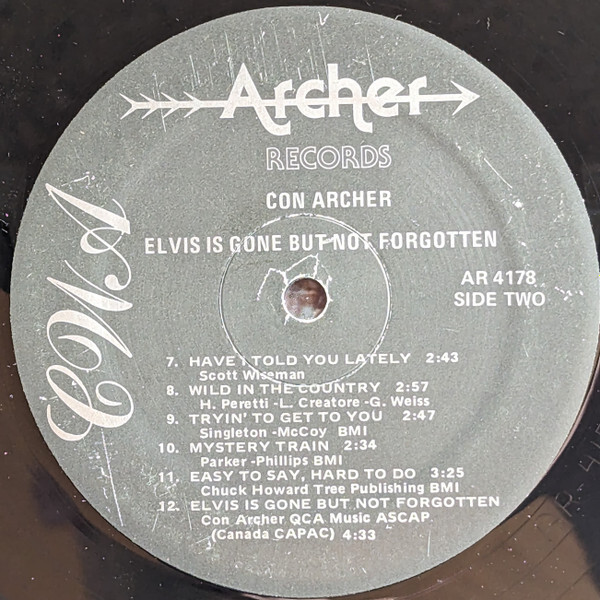 Archer
RECORDS
CON ARCHER
ELVIS IS GONE BUT NOT FORGOTTEN
AR 4178
SIDE TWO
CWA
7. HAVE I TOLD YOU LATELY 2:43
Scott Wiseman
8. WILD IN THE COUNTRY 2:57
H. Peretti -L. Creatore -G. Weiss
9. TRYIN' TO GET TO YOU 2:47
Singleton -McCoy BMI
10. MYSTERY TRAIN 2:34
Parker -Phillips BMI
11. EASY TO SAY, HARD TO DO 3:25
Chuck Howard Tree Publishing BMI
12. ELVIS IS GONE BUT NOT FORGOTTEN
Con Archer QCA Music ASCAP
(Canada CAPAC) 4:33